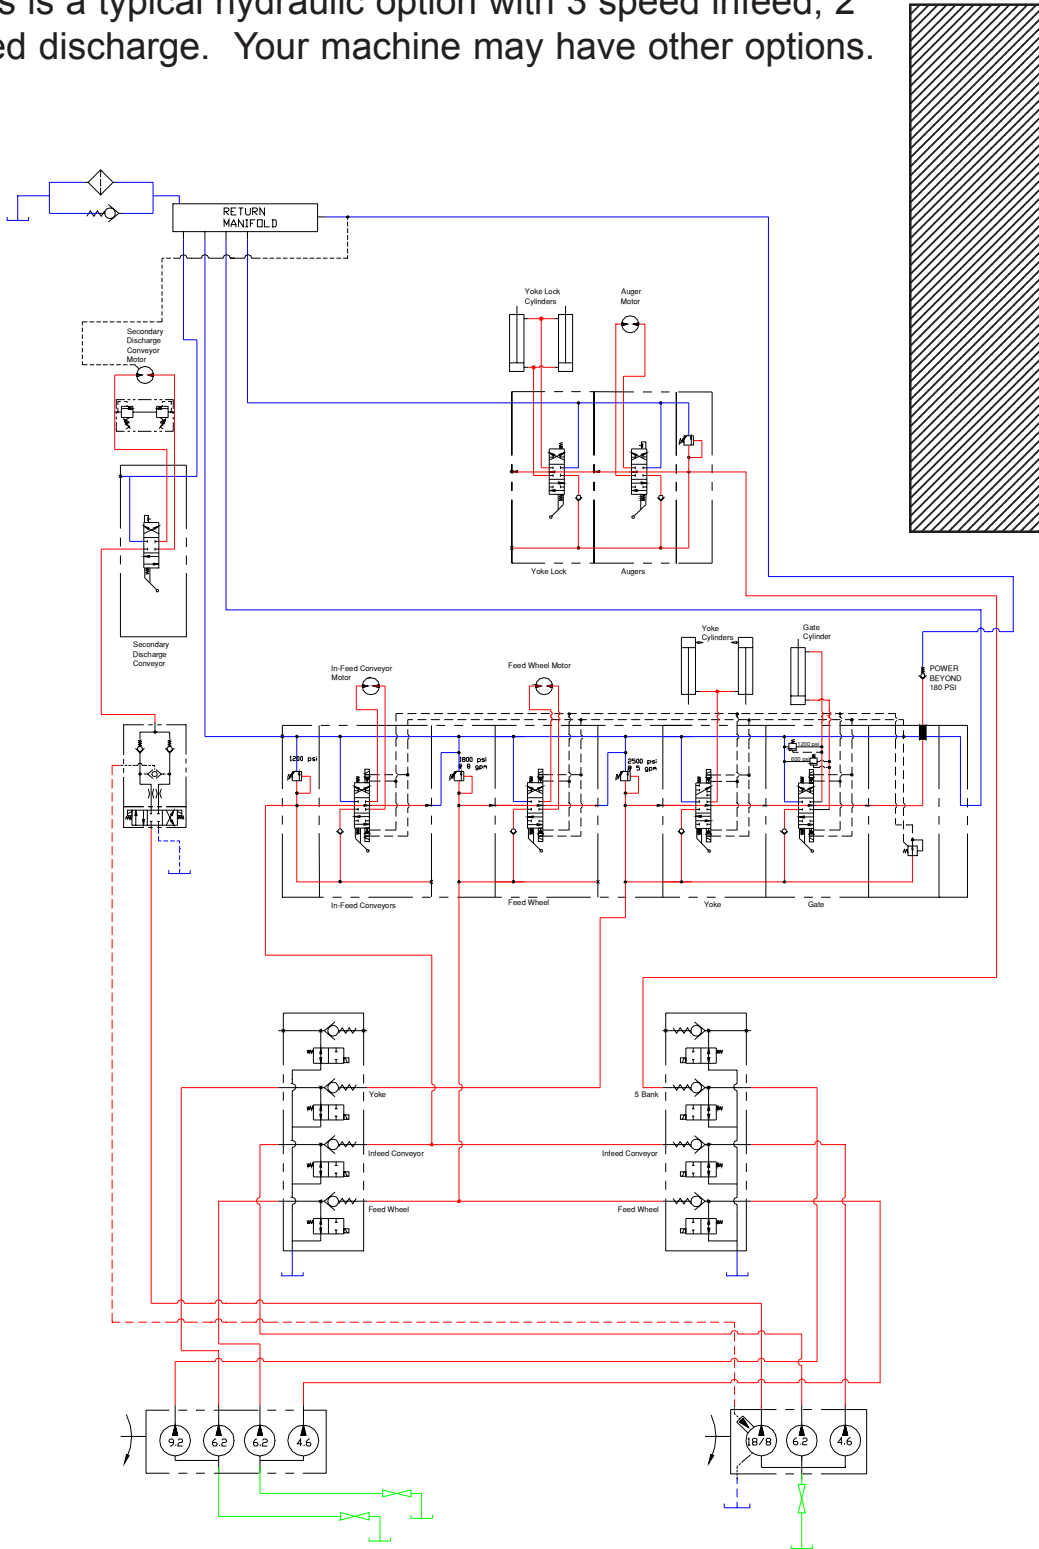 s is a typical hydraulic option with 3 speed infeed, 2
ed discharge. Your machine may have other options.
RETURN
MANIFOLD
Yoke Lock
Cylinders
Auger
Motor
Secondary
Discharge
Conveyor
Motor
Yoke Lock
Augers
Secondary
Discharge
Conveyor
In-Feed Conveyor
Motor
Feed Wheel Motor
Yoke
Cylinders
Gate
Cylinder
POWER
BEYOND
180 PSI
1200 psi
1800 psi
@ 8 gpm
2500 psi
@ 5 gpm
1200 psi
600 psi
In-Feed Conveyors
Feed Wheel
Yoke
Gate
Yoke
5 Bank
Infeed Conveyor
Infeed Conveyor
Feed Wheel
Feed Wheel
9.2
6.2
6.2
4.6
18/8
6.2
4.6